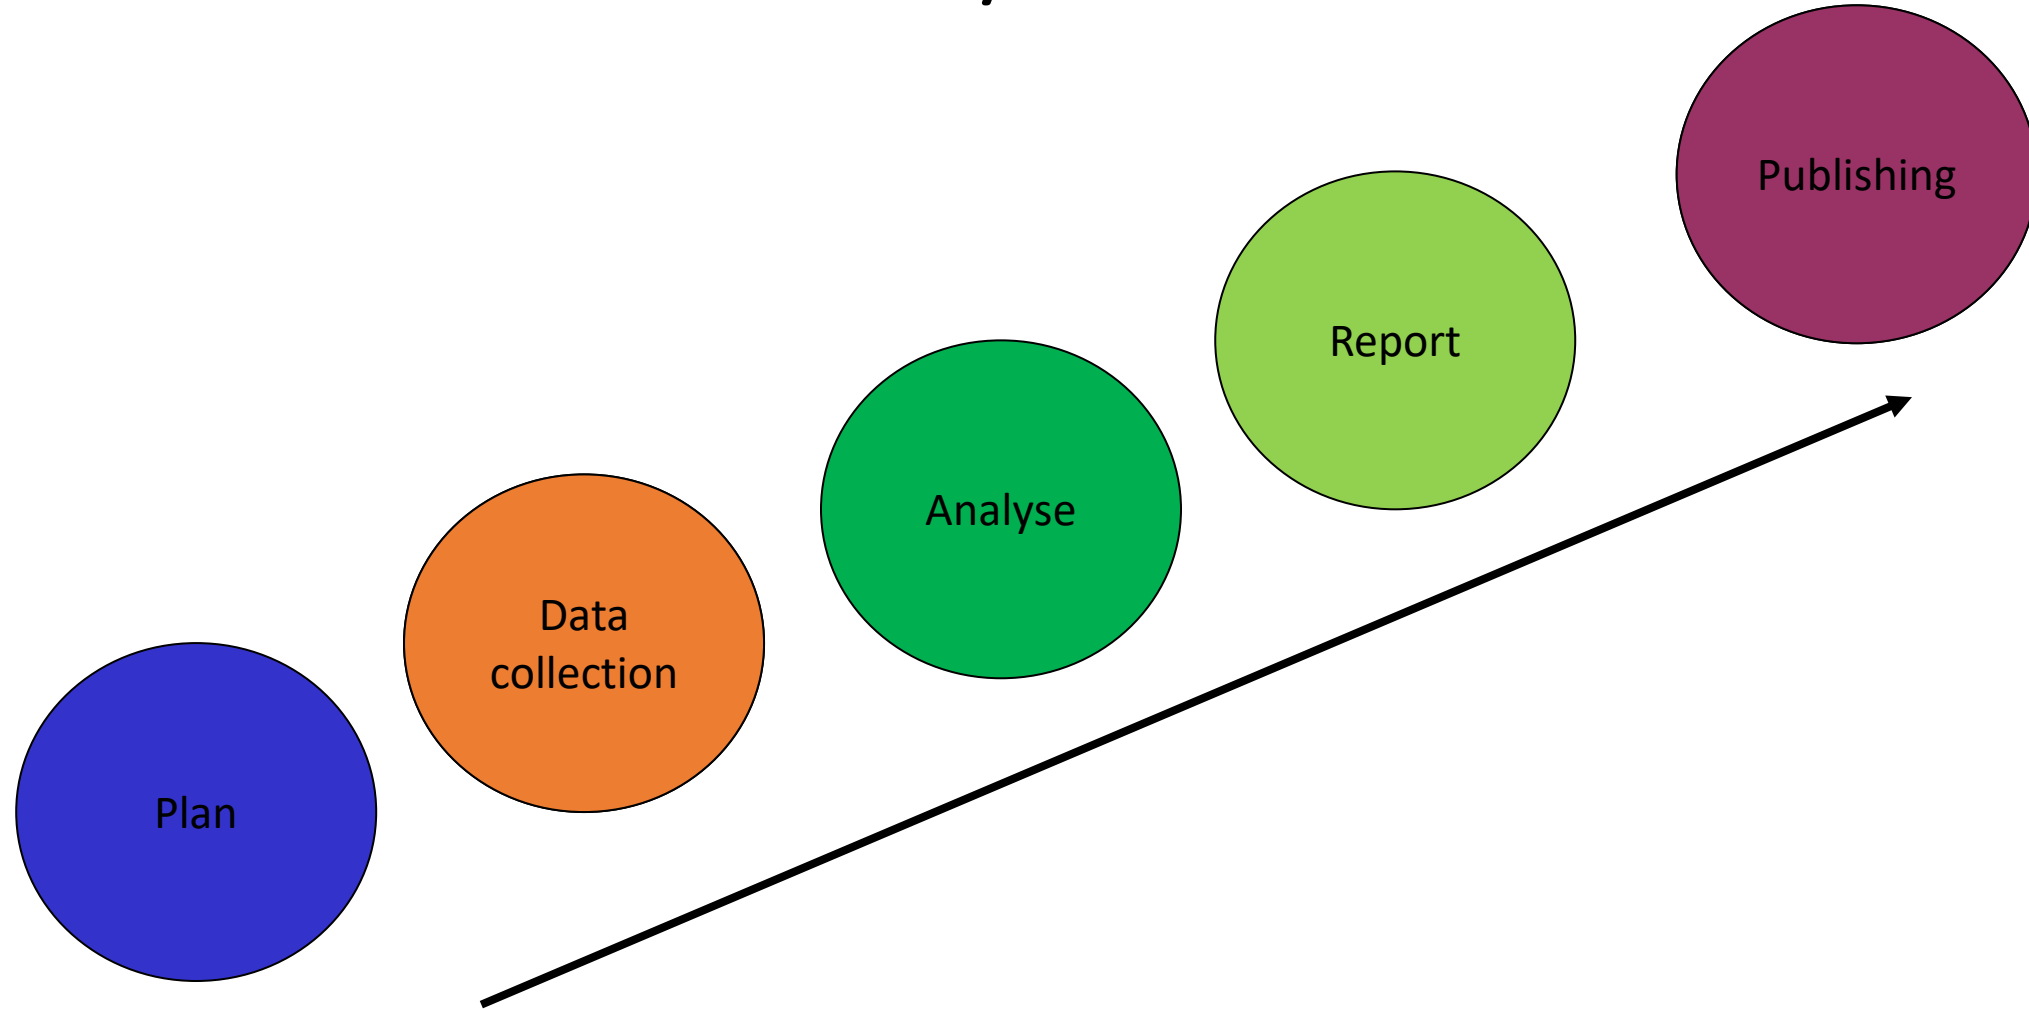 Publishing
Report
Analyse
Data
collection
Plan